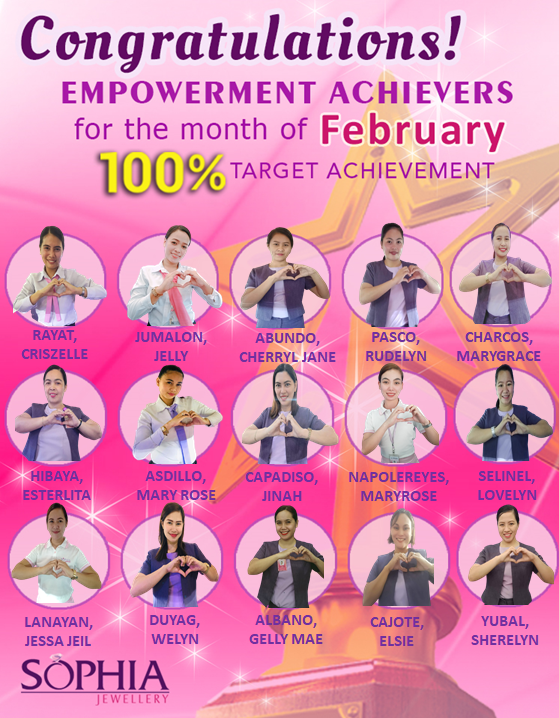 Congratulations!
EMPOWERMENT ACHIEVERS
for the month of February
100% TARGET ACHIEVEMENT
RAYAT,
CRISZELLE
JUMALON,
JELLY
ABUNDO,
CHERRYL JANE
PASCO,
RUDELYN
CHARCOS,
MARYGRACE
HIBAYA,
ESTERLITA
ASDILLO,
MARY ROSE
CAPADISO,
JINAH
NAPOLEREYES,
MARYROSE
SELINEL,
LOVELYN
LANAYAN,
JESSA JEIL
DUYAG,
WELYN
ALBANO,
GELLY MAE
CAJOTE,
ELSIE
YUBAL,
SHERELYN
SOPHIA
JEWELLERY